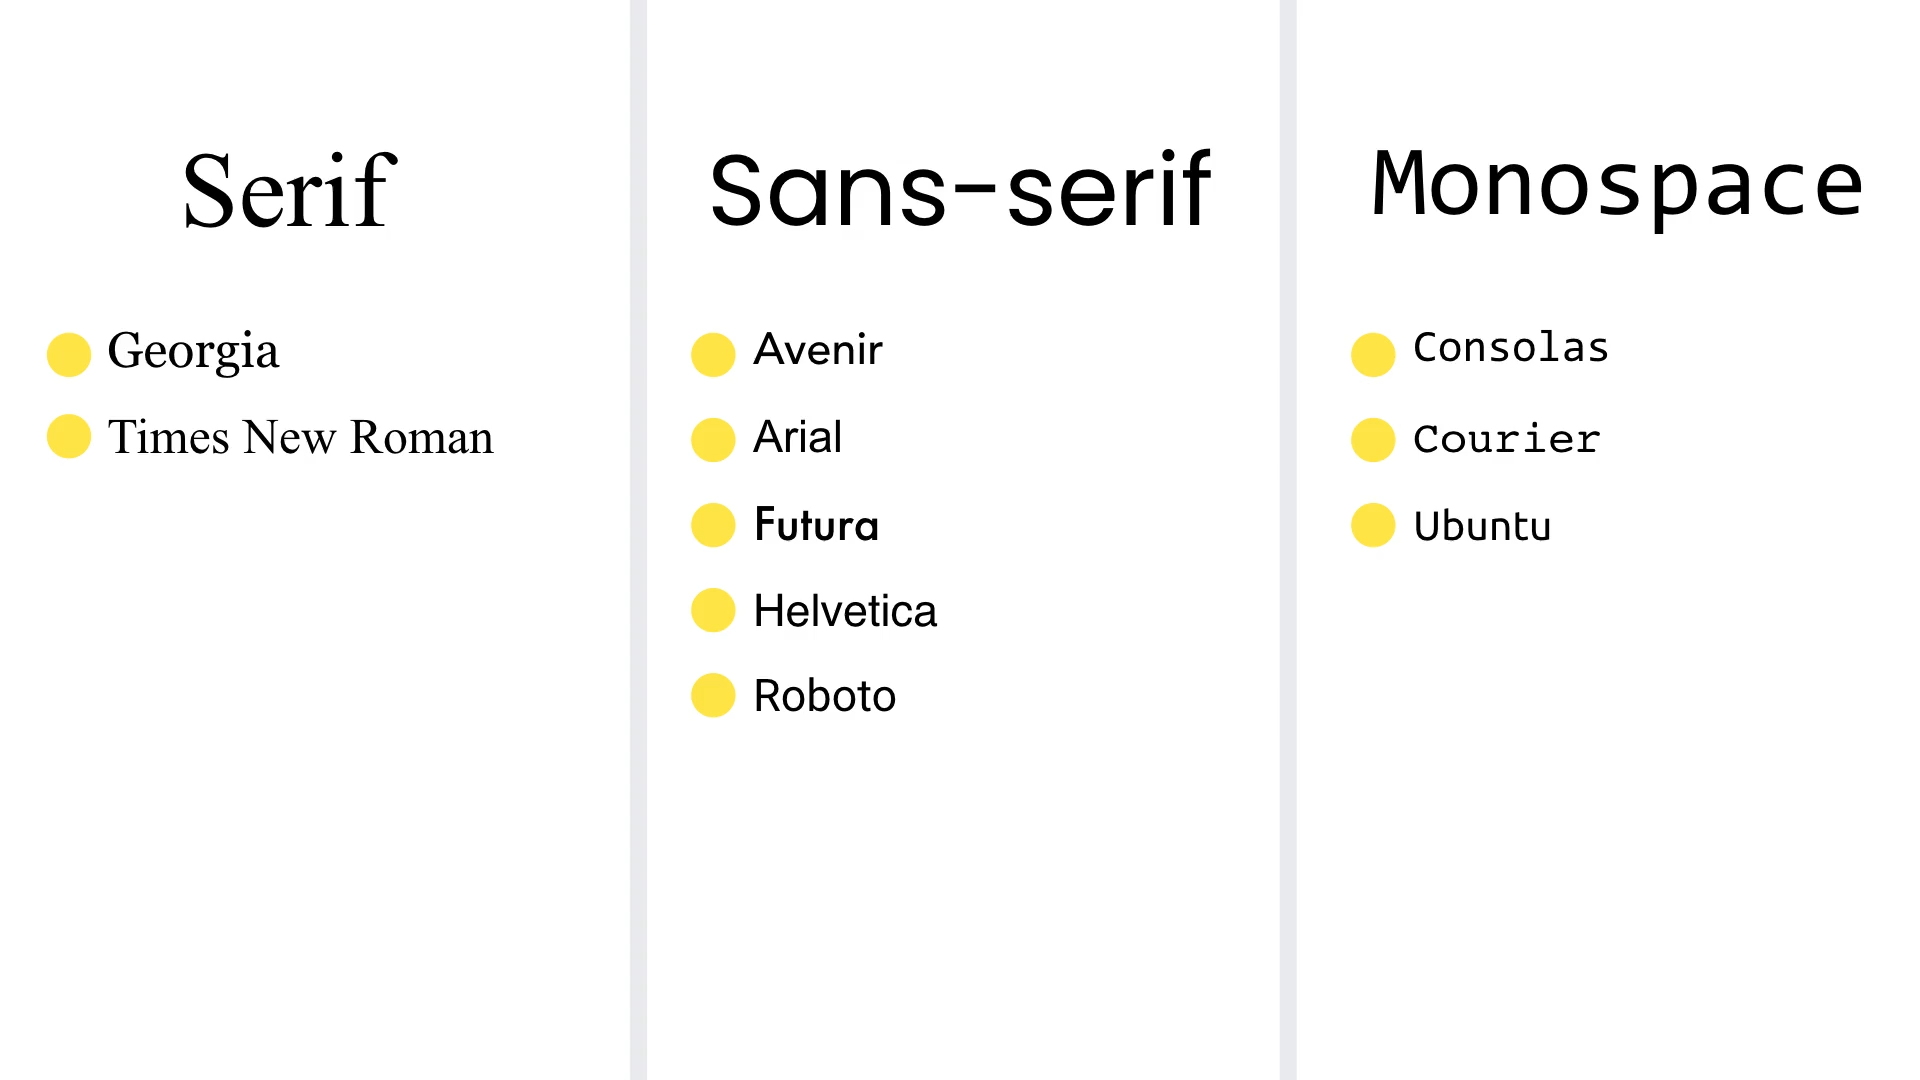 Serif
Georgia
Times New Roman
Sans-serif
Avenir
Arial
Futura
Helvetica
Roboto
Monospace
Consolas
Courier
Ubuntu